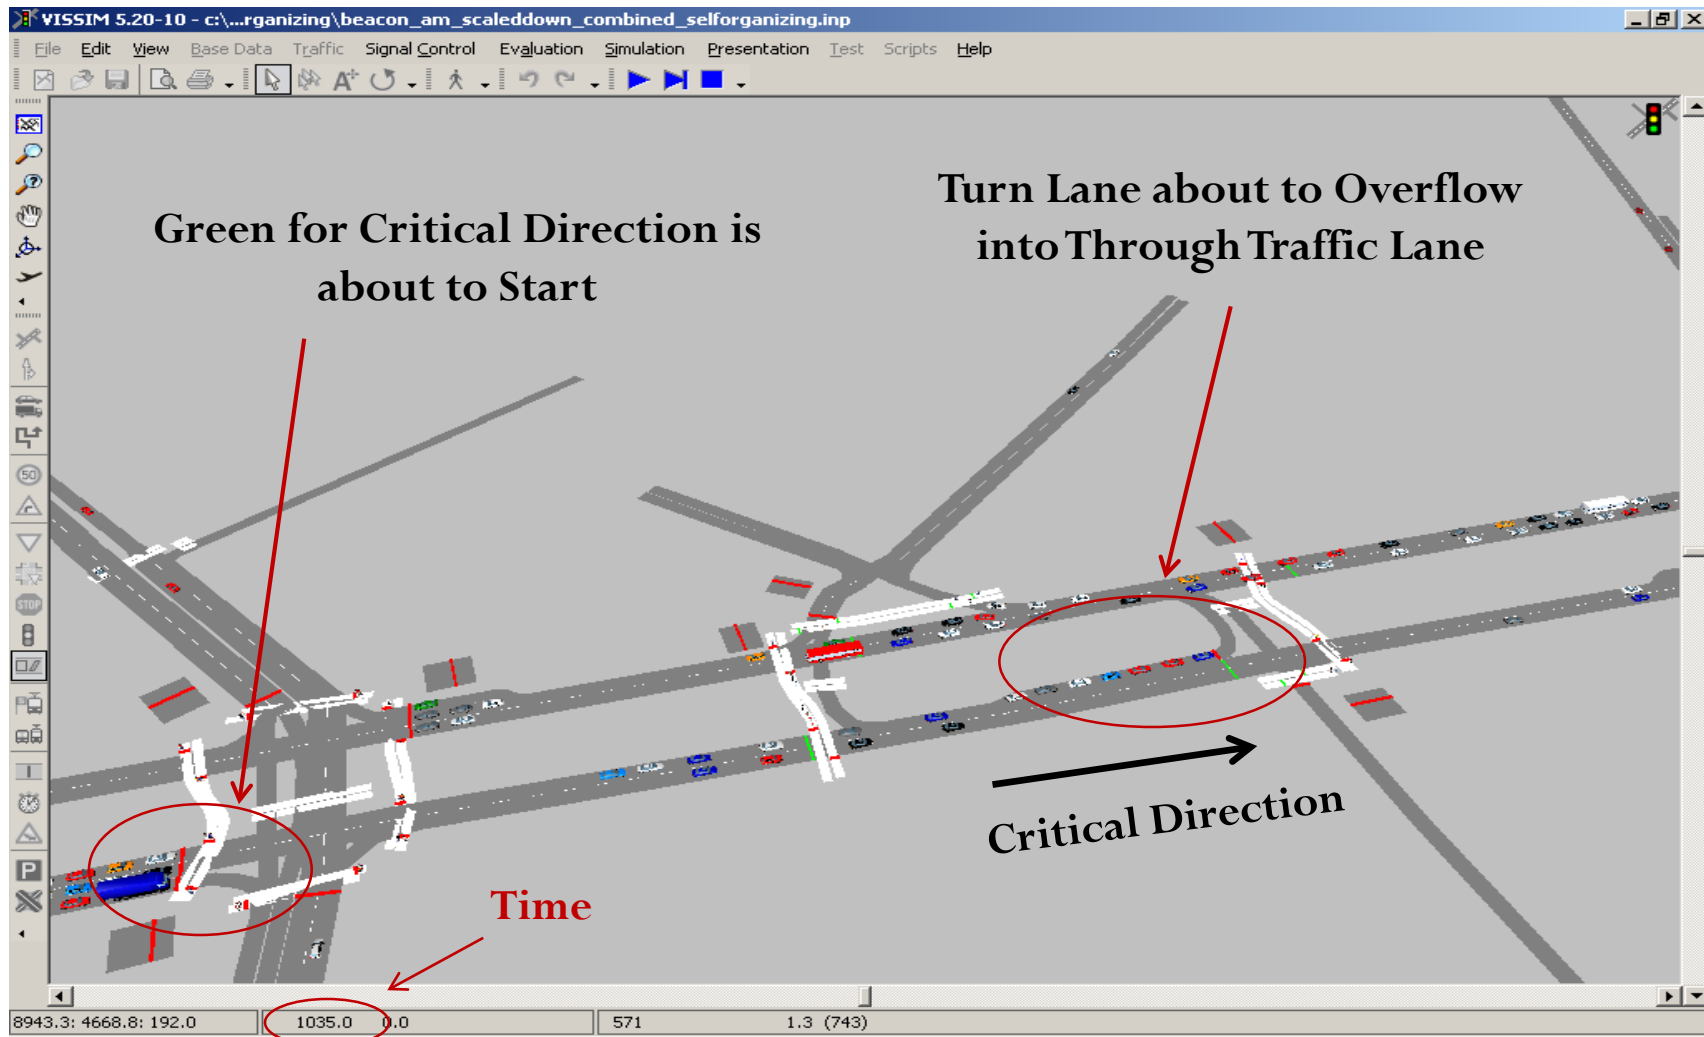 VISSIM 5.20-10 - c:\...rganizing\beacon_am_scaleddown_combined_selforganizing.inp
File Edit View Base Data Traffic Signal Control Evaluation Simulation Presentation Test Scripts Help
Green for Critical Direction is
about to Start
Turn Lane about to Overflow
into Through Traffic Lane
50
STOP
P
Critical Direction
Time
8943.3: 4668.8: 192.0 1035.0 0.0 571 1.3 (743)